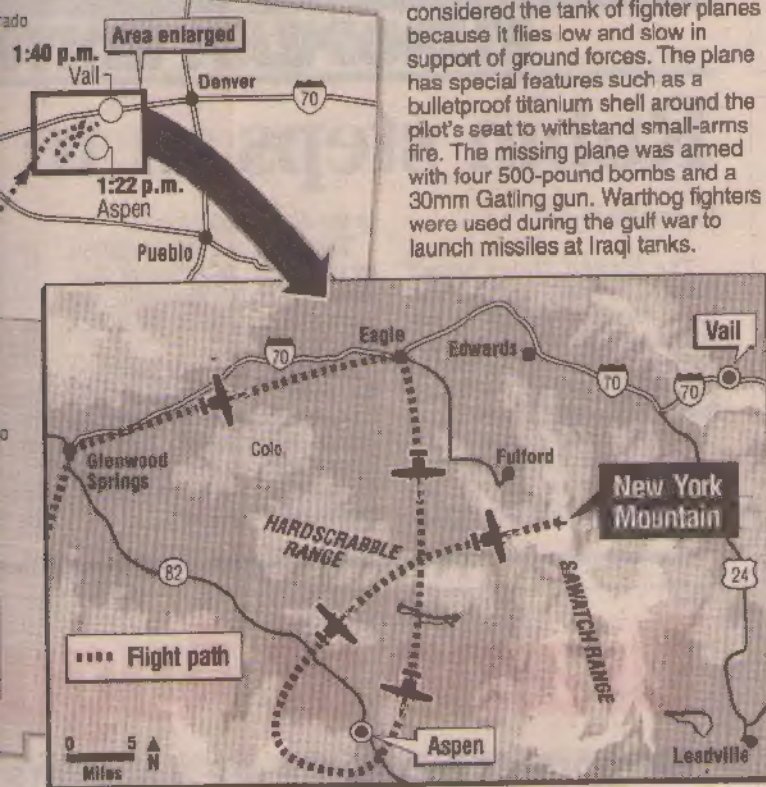 considered the tank of fighter planes
because it flies low and slow in
support of ground forces. The plane
has special features such as a
bulletproof titanium shell around the
pilot's seat to withstand small-arms
fire. The missing plane was armed
with four 500-pound bombs and a
30mm Gatling gun. Warthog fighters
were used during the gulf war to
launch missiles at Iraqi tanks.
Area enlarged
1:40 p.m.
Vail
Denver
70
1:22 p.m.
Aspen
Pueblo
Eagle
70
Edwards
Vail
70
70
Glenwood
Springs
Colo.
Fulford
New York
Mountain
HARDSCRABBLE
RANGE
82
SAWATCH RANGE
24
Flight path
0 5
Miles
N
Aspen
Leadville